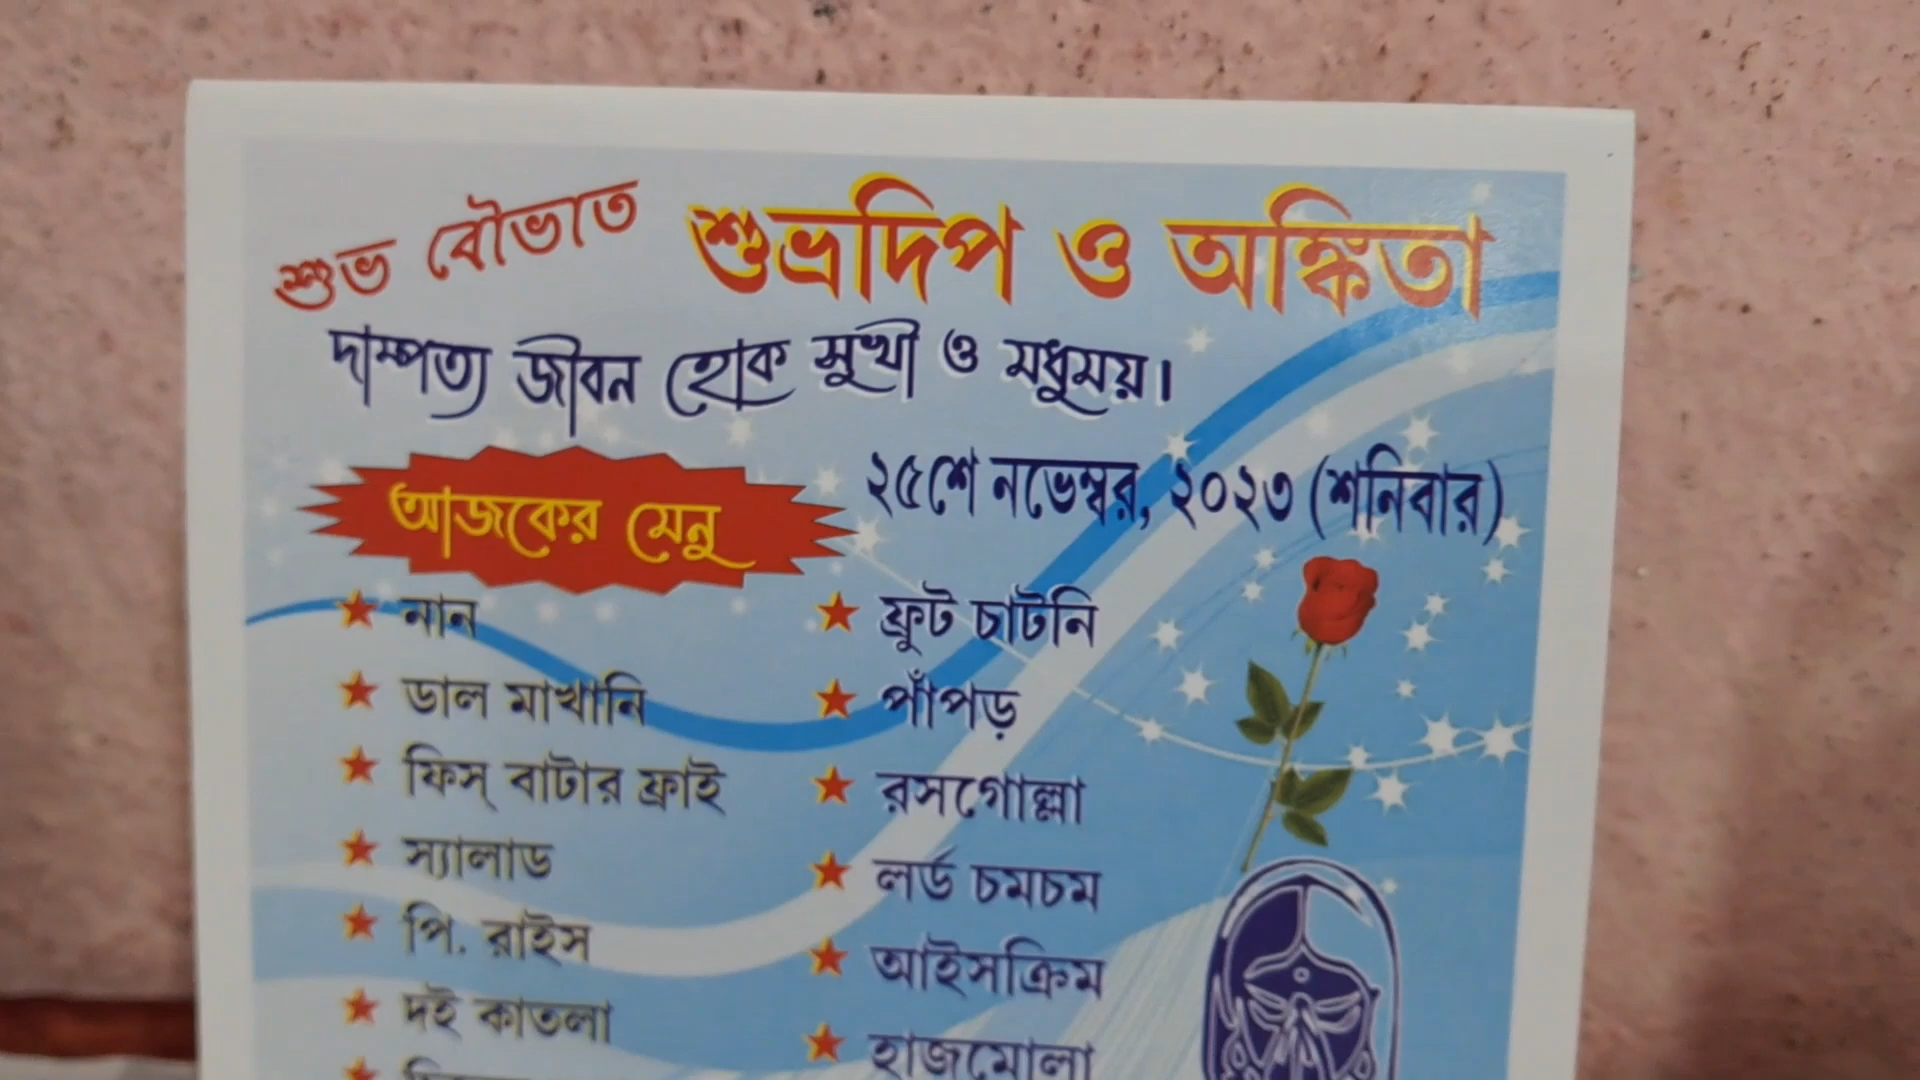 শুভ বৌভাত
শুভ্রদিপ ও অঙ্কিতা
দাম্পত্য জীবন হোক সুখী ও মধুময়।
২৫শে নভেম্বর, ২০২৩ (শনিবার)
আজকের মেনু
নান
ডাল মাখানি
ফিস্ বাটার ফ্রাই
স্যালাড
পি. রাইস
দই কাতলা
ফ্রুট চাটনি
পাঁপড়
রসগোল্লা
লর্ড চমচম
আইসক্রিম
হাজমোলা